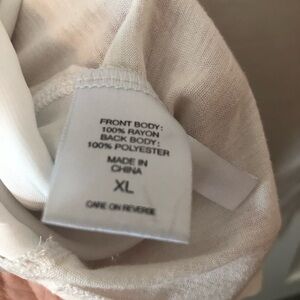 FRONT BODY:
100% RAYON
BACK BODY:
100% POLYESTER
MADE IN
CHINA
XL
CARE ON REVERSE